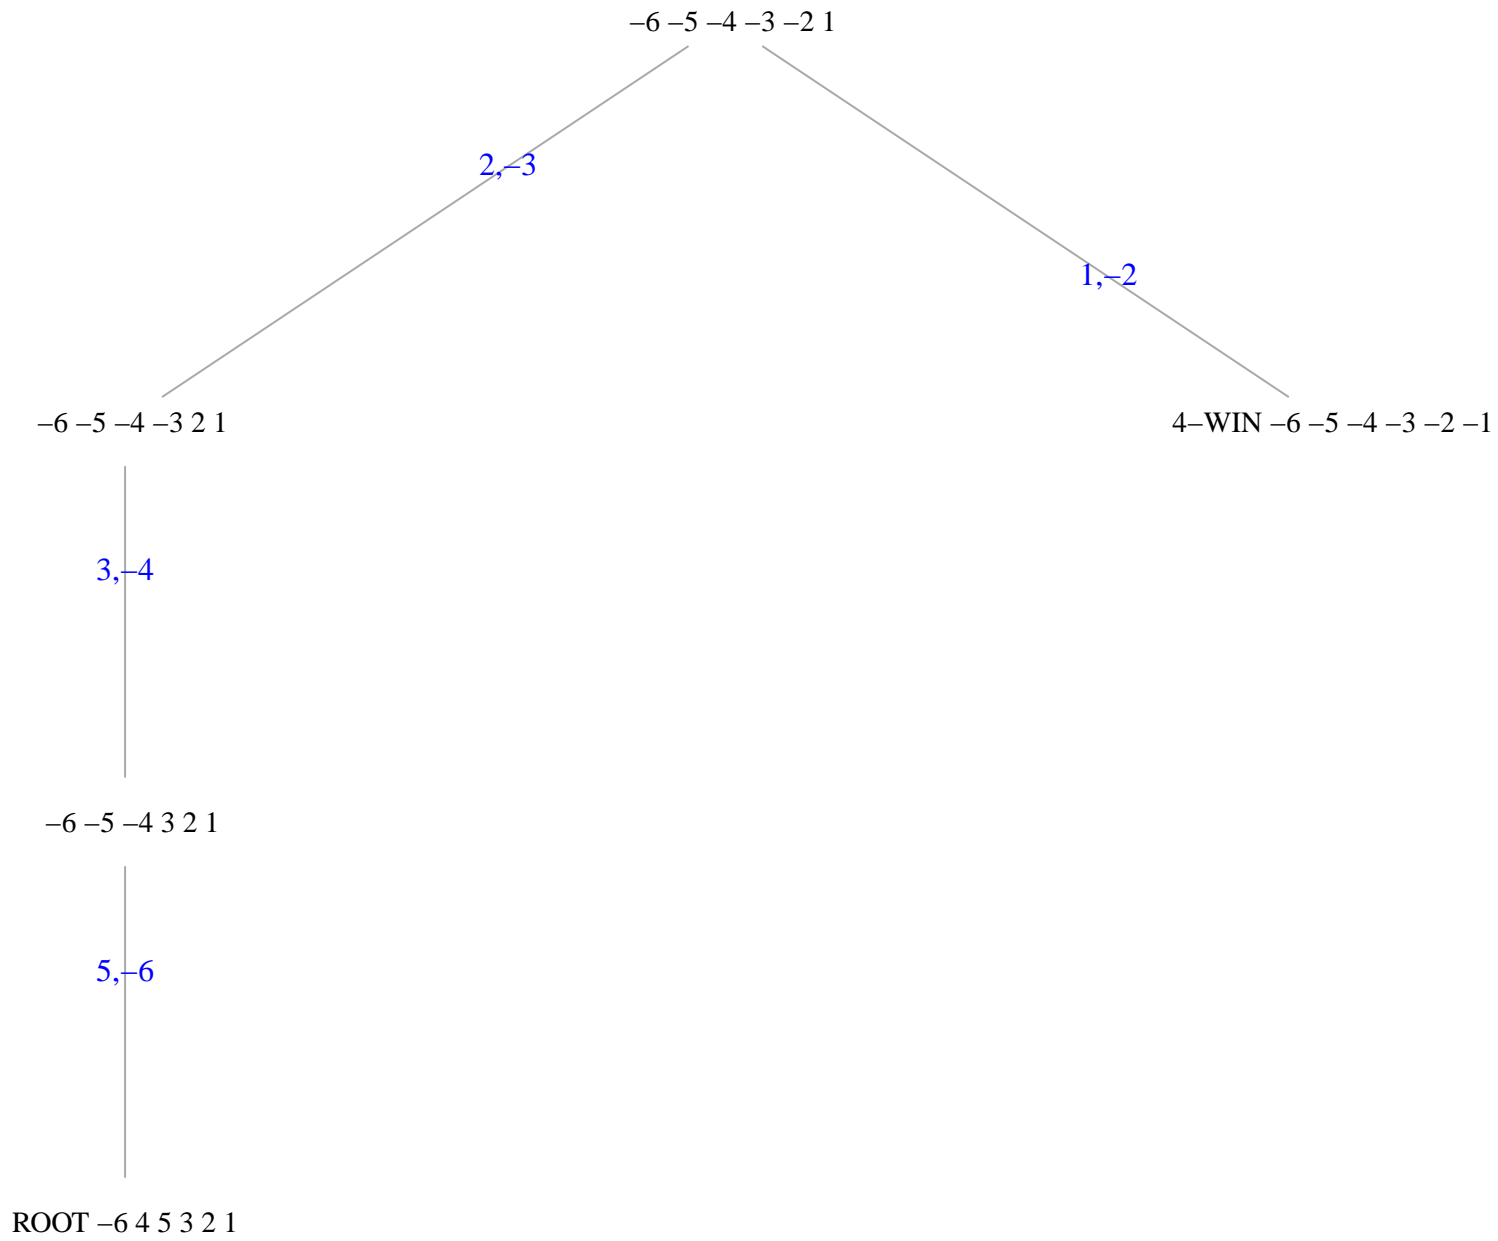 –6 –5 –4 –3 –2 1
2,–3
1,–2
–6 –5 –4 –3 2 1
4–WIN –6 –5 –4 –3 –2 –1
3,–4
–6 –5 –4 3 2 1
5,–6
ROOT –6 4 5 3 2 1